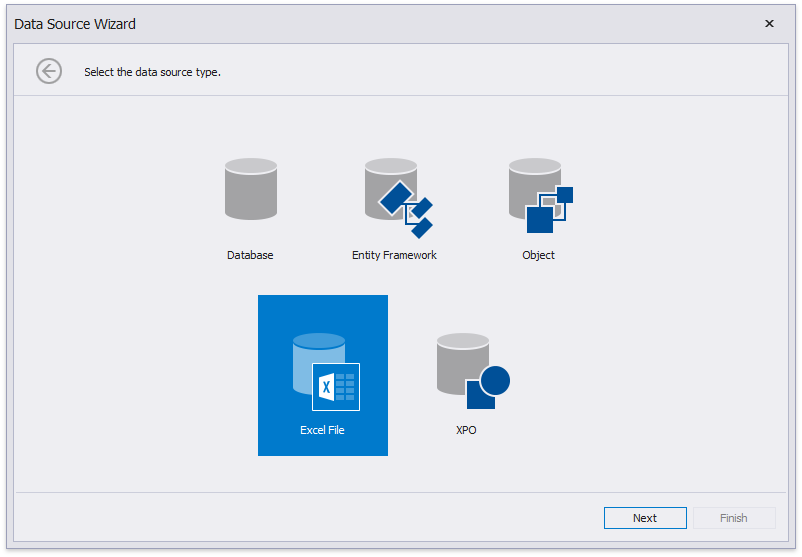 Data Source Wizard
Select the data source type.
Database
Entity Framework
Object
X
Excel File
XPO
Next
Finish